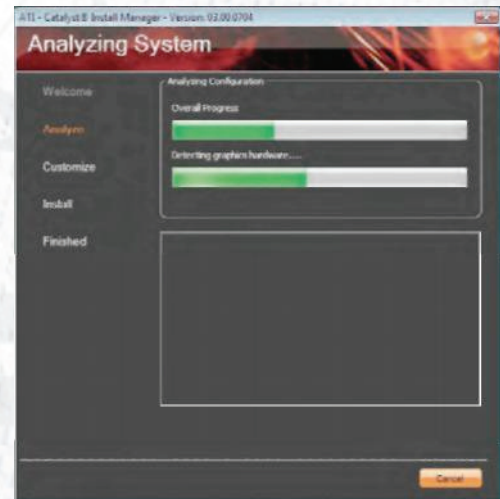 ATI - Catalyst® Install Manager - Version: 03.00.0704
Analyzing System
Welcome
Analyze
Customize
Install
Finished
Analyzing Configuration
Overall Progress
Detecting graphics hardware....
Cancel